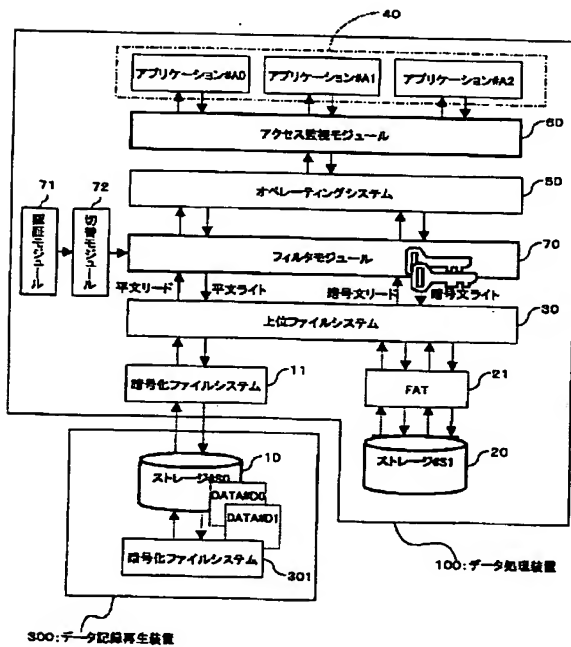 40
アプリケーション#A0
アプリケーション#A1
アプリケーション#A2
アクセス監視モジュール
60
オペレーティングシステム
50
71
72
切替モジュール
フィルタモジュール
70
平文リード
平文ライト
暗号文リード
暗号文ライト
上位ファイルシステム
30
暗号化ファイルシステム
11
FAT
21
ストレージ#S0
10
ストレージ#S1
20
DATA#D0
DATA#D1
暗号化ファイルシステム
301
100:データ処理装置
300:データ記録再生装置